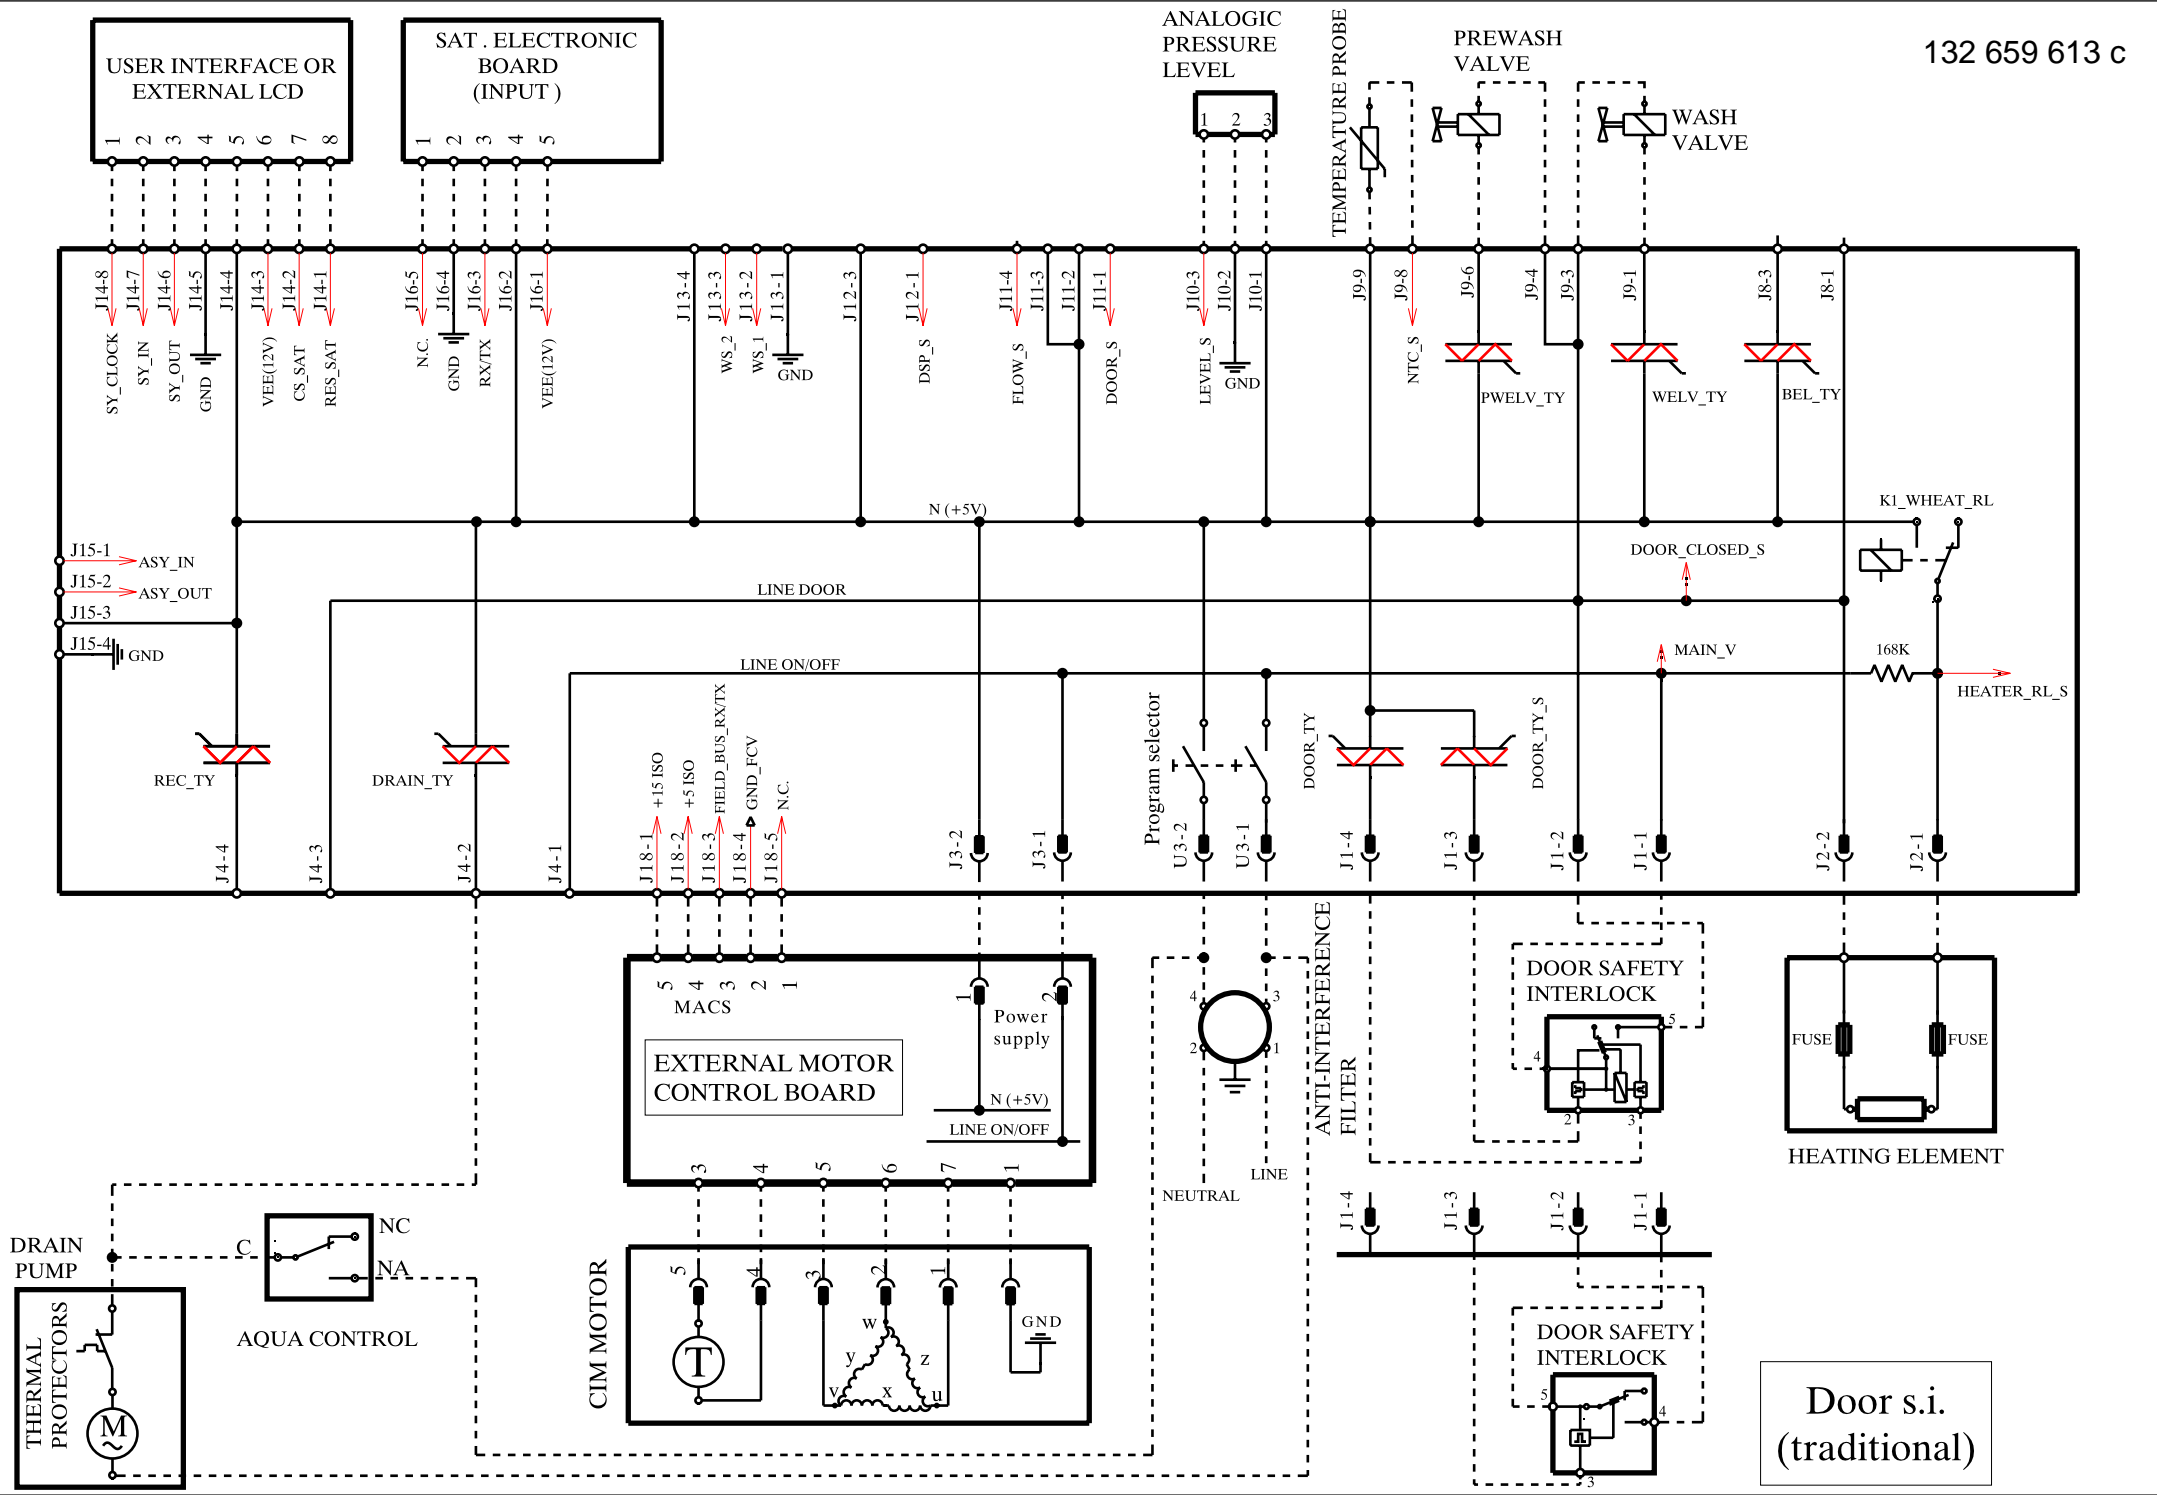 132 659 613 c
USER INTERFACE OR
EXTERNAL LCD
1 2 3 4 5 6 7 8
SAT . ELECTRONIC
BOARD
(INPUT )
1 2 3 4 5
ANALOGIC
PRESSURE
LEVEL
1 2 3
TEMPERATURE PROBE
PREWASH
VALVE
WASH
VALVE
J14-8
J14-7
J14-6
J14-5
J14-4
J14-3
J14-2
J14-1
J16-5
J16-4
J16-3
J16-2
J16-1
J13-4
J13-3
J13-2
J13-1
J12-3
J12-1
J11-4
J11-3
J11-2
J11-1
J10-3
J10-2
J10-1
J9-9
J9-8
J9-6
J9-4
J9-3
J9-1
J8-3
J8-1
SY_CLOCK
SY_IN
SY_OUT
GND
VEE(12V)
CS_SAT
RES_SAT
N.C.
GND
RX/TX
VEE(12V)
WS_2
WS_1
GND
DSP_S
FLOW_S
DOOR_S
LEVEL_S
GND
NTC_S
PWELV_TY
WELV_TY
BEL_TY
K1_WHEAT_RL
N (+5V)
J15-1
ASY_IN
J15-2
ASY_OUT
J15-3
J15-4
GND
DOOR_CLOSED_S
LINE DOOR
LINE ON/OFF
MAIN_V
168K
HEATER_RL_S
REC_TY
DRAIN_TY
+15 ISO
+5 ISO
FIELD_BUS_RX/TX
GND_FCV
N.C.
Program selector
DOOR_TY
DOOR_TY_S
J4-4
J4-3
J4-2
J4-1
J18-1
J18-2
J18-3
J18-4
J18-5
J3-2
J3-1
U3-2
U3-1
J1-4
J1-3
J1-2
J1-1
J2-2
J2-1
5 4 3 2 1
MACS
1 2
Power
supply
EXTERNAL MOTOR
CONTROL BOARD
N (+5V)
LINE ON/OFF
3 4 5 6 7 1
4 3
2 1
ANTI-INTERFERENCE
FILTER
NEUTRAL
LINE
DOOR SAFETY
INTERLOCK
5
4
2 3
FUSE FUSE
HEATING ELEMENT
J1-4
J1-3
J1-2
J1-1
DRAIN
PUMP
THERMAL
PROTECTORS
M
C
NC
NA
AQUA CONTROL
CIM MOTOR
5 4 3 2 1
T
w
y z
v x u
GND
DOOR SAFETY
INTERLOCK
5
4
3
Door s.i.
(traditional)